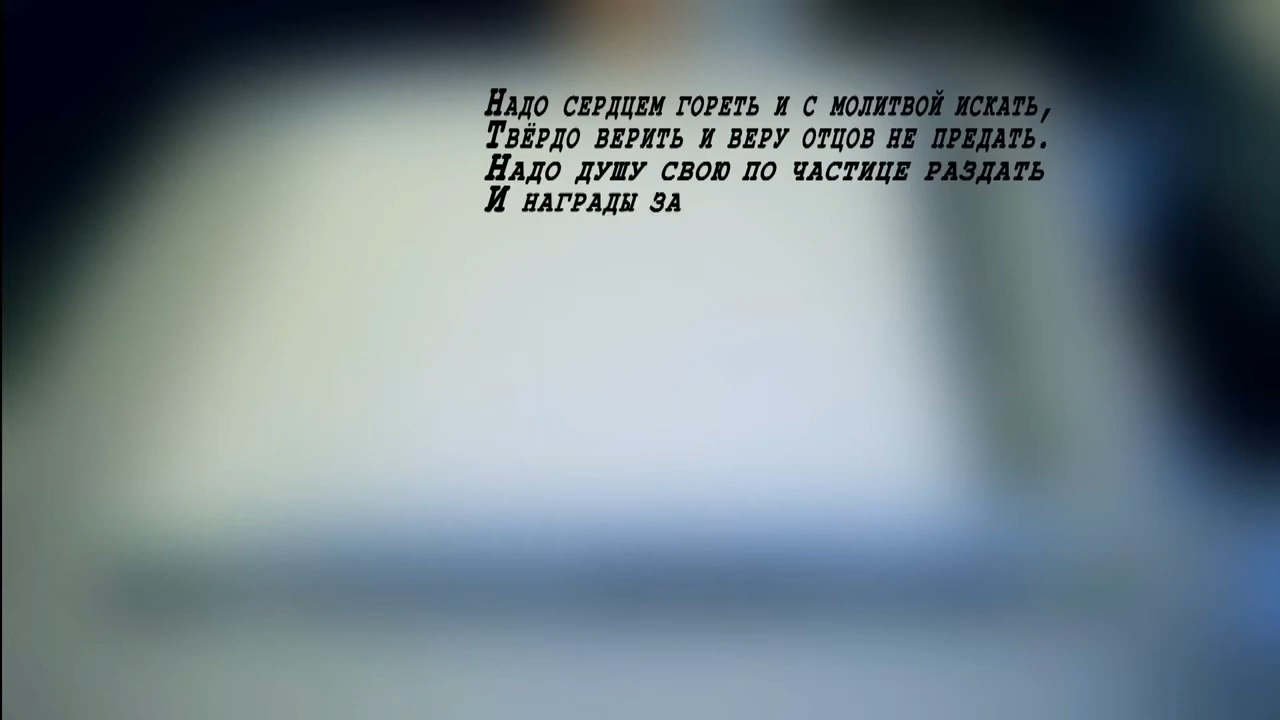 Надо сердцем гореть и с молитвой искать,
Твёрдо верить и веру отцов не предать.
Надо душу свою по частице раздать
И награды за